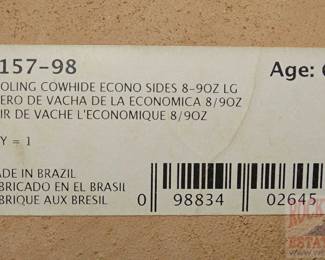 157-98 Age:
OLING COWHIDE ECONO SIDES 8-9OZ LG
ERO DE VACHA DE LA ECONOMICA 8/9OZ
IR DE VACHE L'ECONOMIQUE 8/9OZ
Y = 1
ADE IN BRAZIL
BRICADO EN EL BRASIL
BRIQUE AUX BRESIL
0 98834 02645
ESTATE